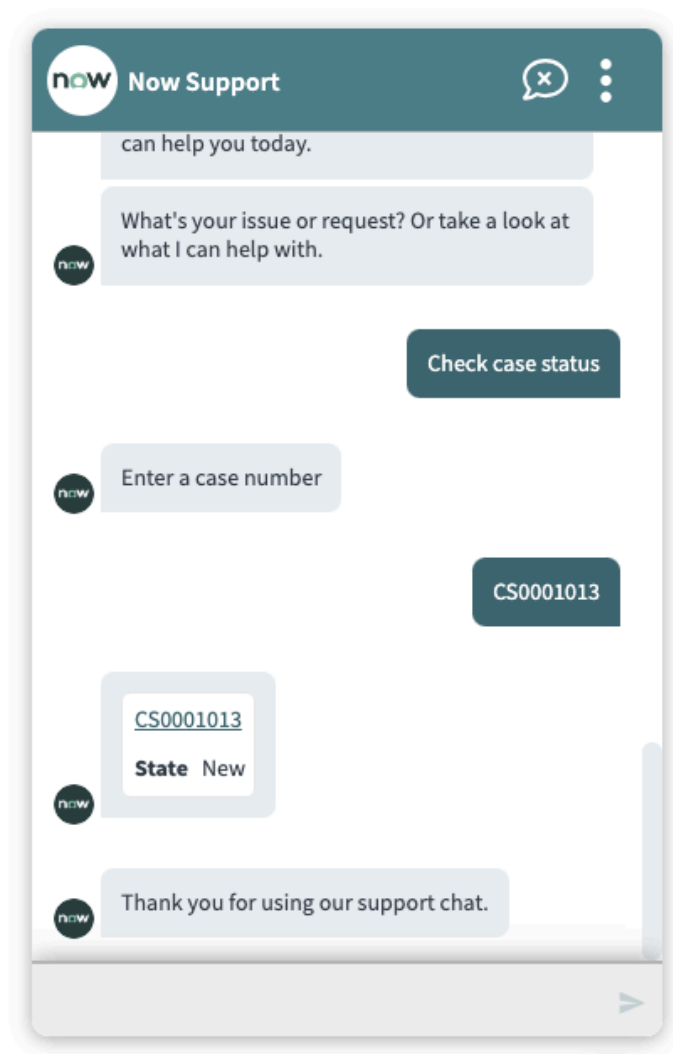 now Now Support
can help you today.
What's your issue or request? Or take a look at
what I can help with.
now
Check case status
Enter a case number
now
CS0001013
CS0001013
State New
now
Thank you for using our support chat.
now